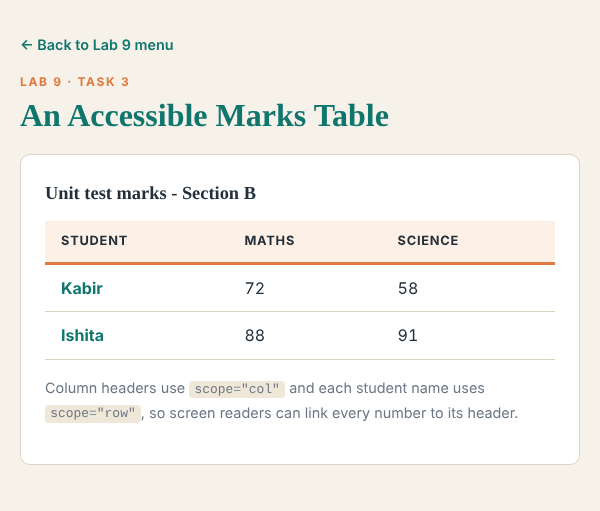 ← Back to Lab 9 menu
LAB 9 · TASK 3
An Accessible Marks Table
Unit test marks - Section B
STUDENT MATHS SCIENCE
Kabir 72 58
Ishita 88 91
Column headers use scope="col" and each student name uses
scope="row", so screen readers can link every number to its header.